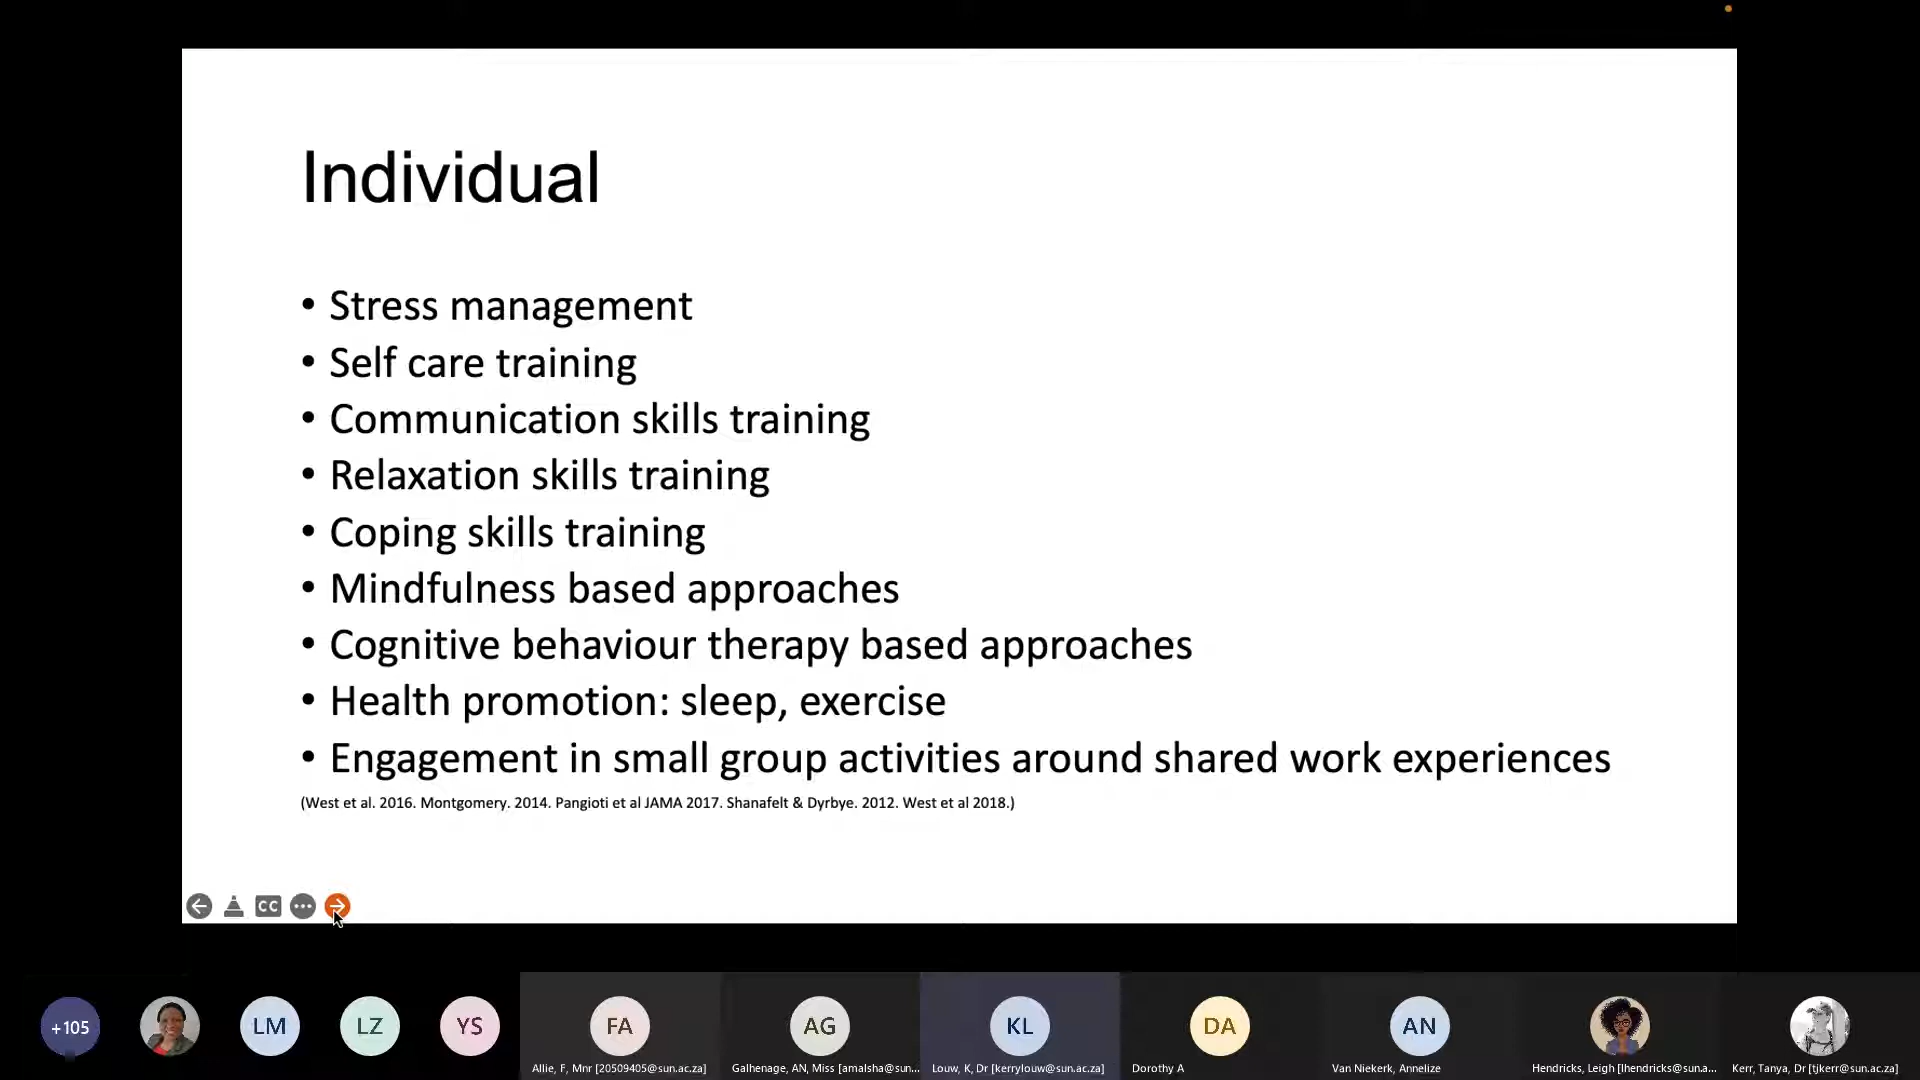 Individual
• Stress management
• Self care training
• Communication skills training
• Relaxation skills training
• Coping skills training
• Mindfulness based approaches
• Cognitive behaviour therapy based approaches
• Health promotion: sleep, exercise
• Engagement in small group activities around shared work experiences
(West et al. 2016. Montgomery. 2014. Pangioti et al JAMA 2017. Shanafelt & Dyrbye. 2012. West et al 2018.)
CC
+105
LM
LZ
YS
FA
AG
KL
DA
AN
Allie, F, Mnr [20509405@sun.ac.za]
Galhenage, AN, Miss [amalsha@sun...
Louw, K, Dr [kerrylouw@sun.ac.za]
Dorothy A
Van Niekerk, Annelize
Hendricks, Leigh [lhendricks@sun.a...
Kerr, Tanya, Dr [tjkerr@sun.ac.za]